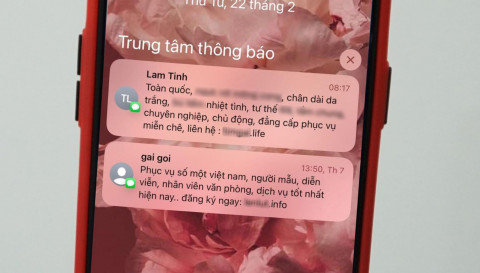 Thứ Tư, 22 tháng 2
Trung tâm thông báo
Lam Tinh
08:17
Toàn quốc, chân dài da
trắng, nhiệt tình, tư thế
chuyên nghiệp, chủ động, đẳng cấp phục vụ
miễn chê, liên hệ : .life
TL
gai goi
13:50, Th 7
Phục vụ số một việt nam, người mẫu, diễn
viên, nhân viên văn phòng, dịch vụ tốt nhất
hiện nay.. đăng ký ngay: .info